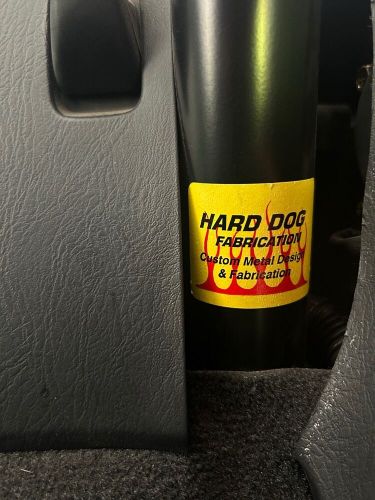 HARD DOG
FABRICATION
Custom Metal Design
& Fabrication